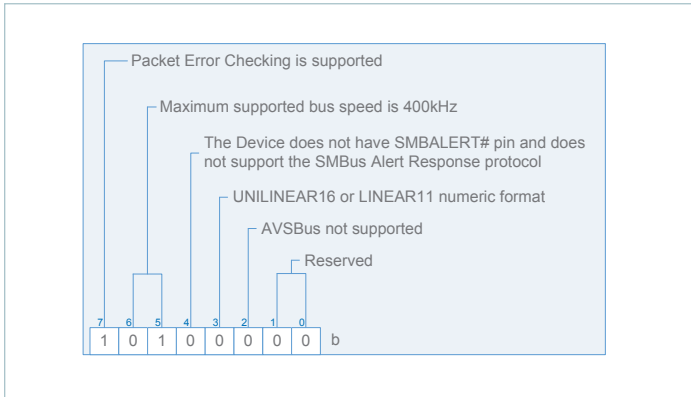 Packet Error Checking is supported
Maximum supported bus speed is 400kHz
The Device does not have SMBALERT# pin and does
not support the SMBus Alert Response protocol
UNILINEAR16 or LINEAR11 numeric format
AVSBus not supported
Reserved
7 6 5 4 3 2 1 0
1 0 1 0 0 0 0 0 b